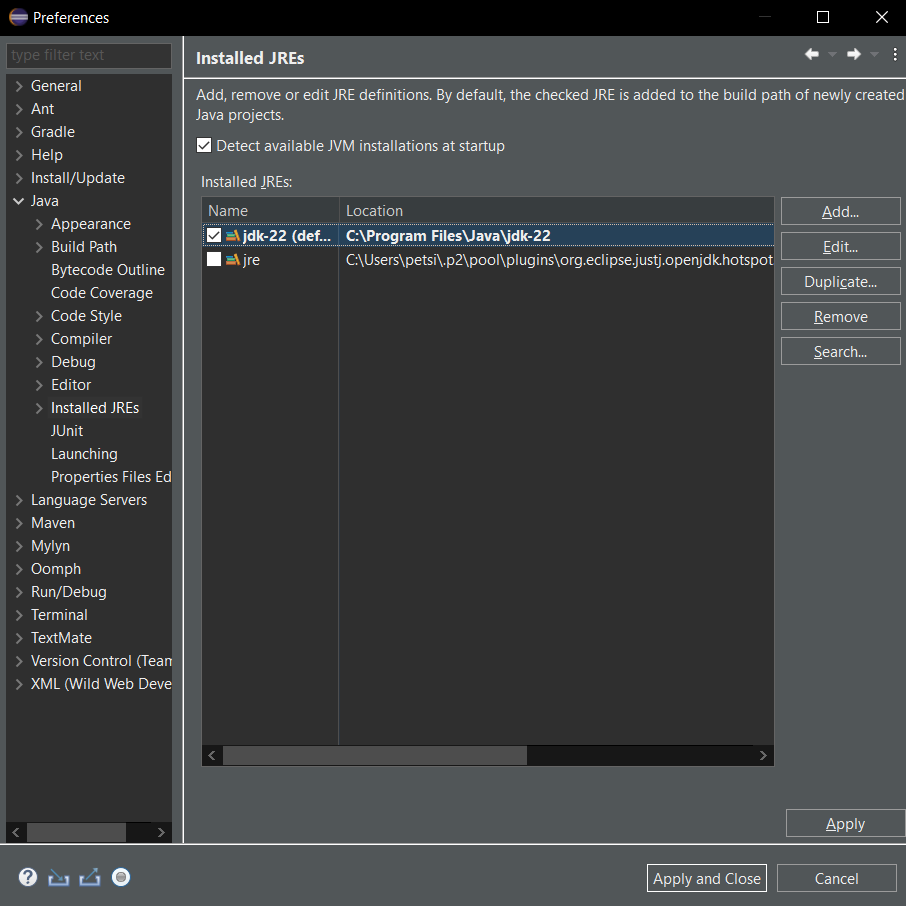 Preferences
type filter text
General
Ant
Gradle
Help
Install/Update
Java
Appearance
Build Path
Bytecode Outline
Code Coverage
Code Style
Compiler
Debug
Editor
Installed JREs
JUnit
Launching
Properties Files Ed
Language Servers
Maven
Mylyn
Oomph
Run/Debug
Terminal
TextMate
Version Control (Team
XML (Wild Web Deve
Installed JREs
Add, remove or edit JRE definitions. By default, the checked JRE is added to the build path of newly created
Java projects.
Detect available JVM installations at startup
Installed JREs:
Name Location
jdk-22 (def... C:\Program Files\Java\jdk-22
jre C:\Users\petsi\.p2\pool\plugins\org.eclipse.justj.openjdk.hotspot
Add...
Edit...
Duplicate...
Remove
Search...
Apply
Apply and Close Cancel